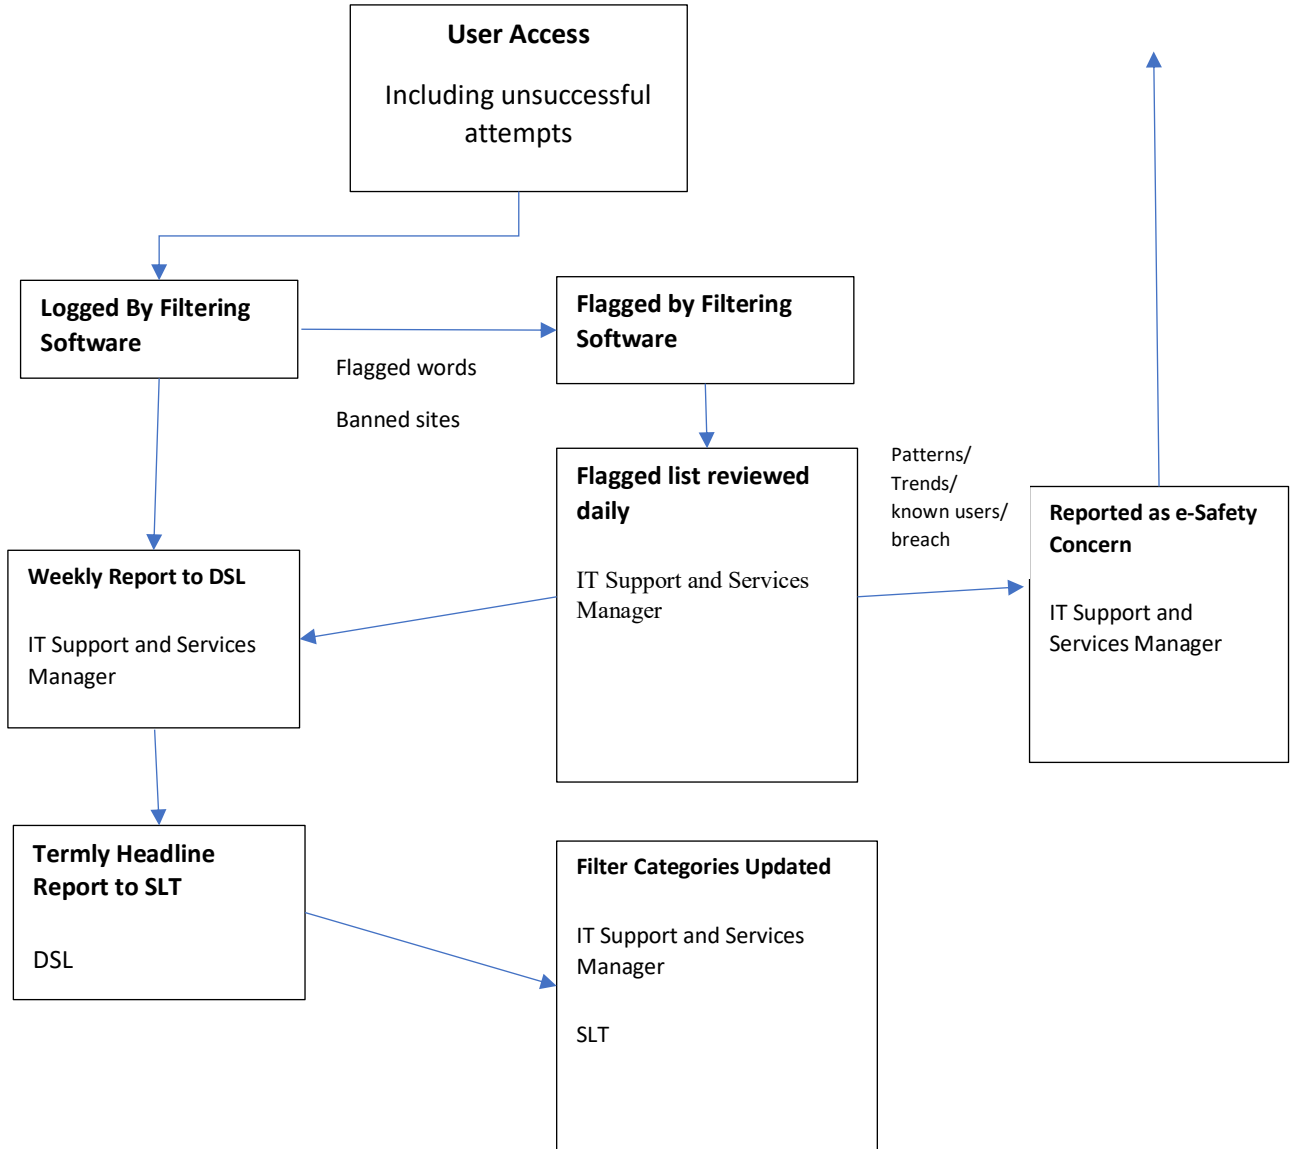 User Access
Including unsuccessful
attempts
Logged By Filtering
Software
Flagged words
Banned sites
Flagged by Filtering
Software
Flagged list reviewed
daily
IT Support and Services
Manager
Patterns/
Trends/
known users/
breach
Reported as e-Safety
Concern
IT Support and
Services Manager
Weekly Report to DSL
IT Support and Services
Manager
Termly Headline
Report to SLT
DSL
Filter Categories Updated
IT Support and Services
Manager
SLT